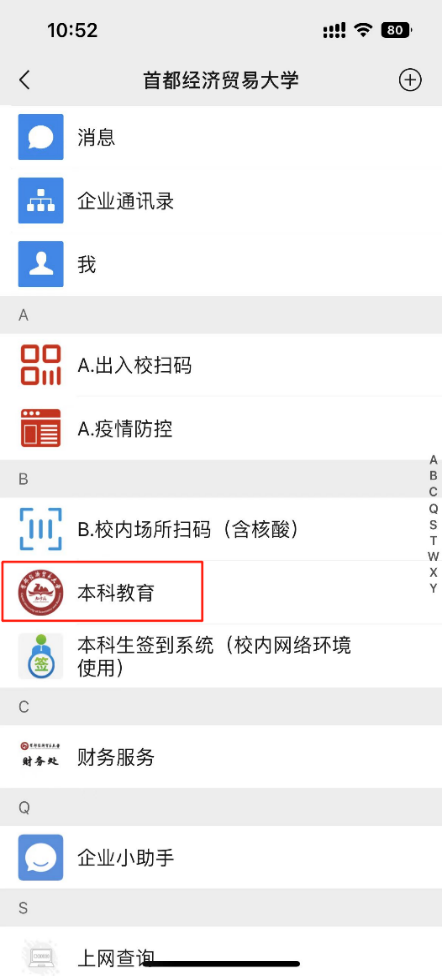 10:52
80
首都经济贸易大学
消息
企业通讯录
我
A
A.出入校扫码
A.疫情防控
B
B.校内场所扫码（含核酸）
本科教育
签
本科生签到系统（校内网络环境
使用）
C
财务处
财务服务
Q
企业小助手
S
上网查询
A
B
C
Q
S
T
W
X
Y